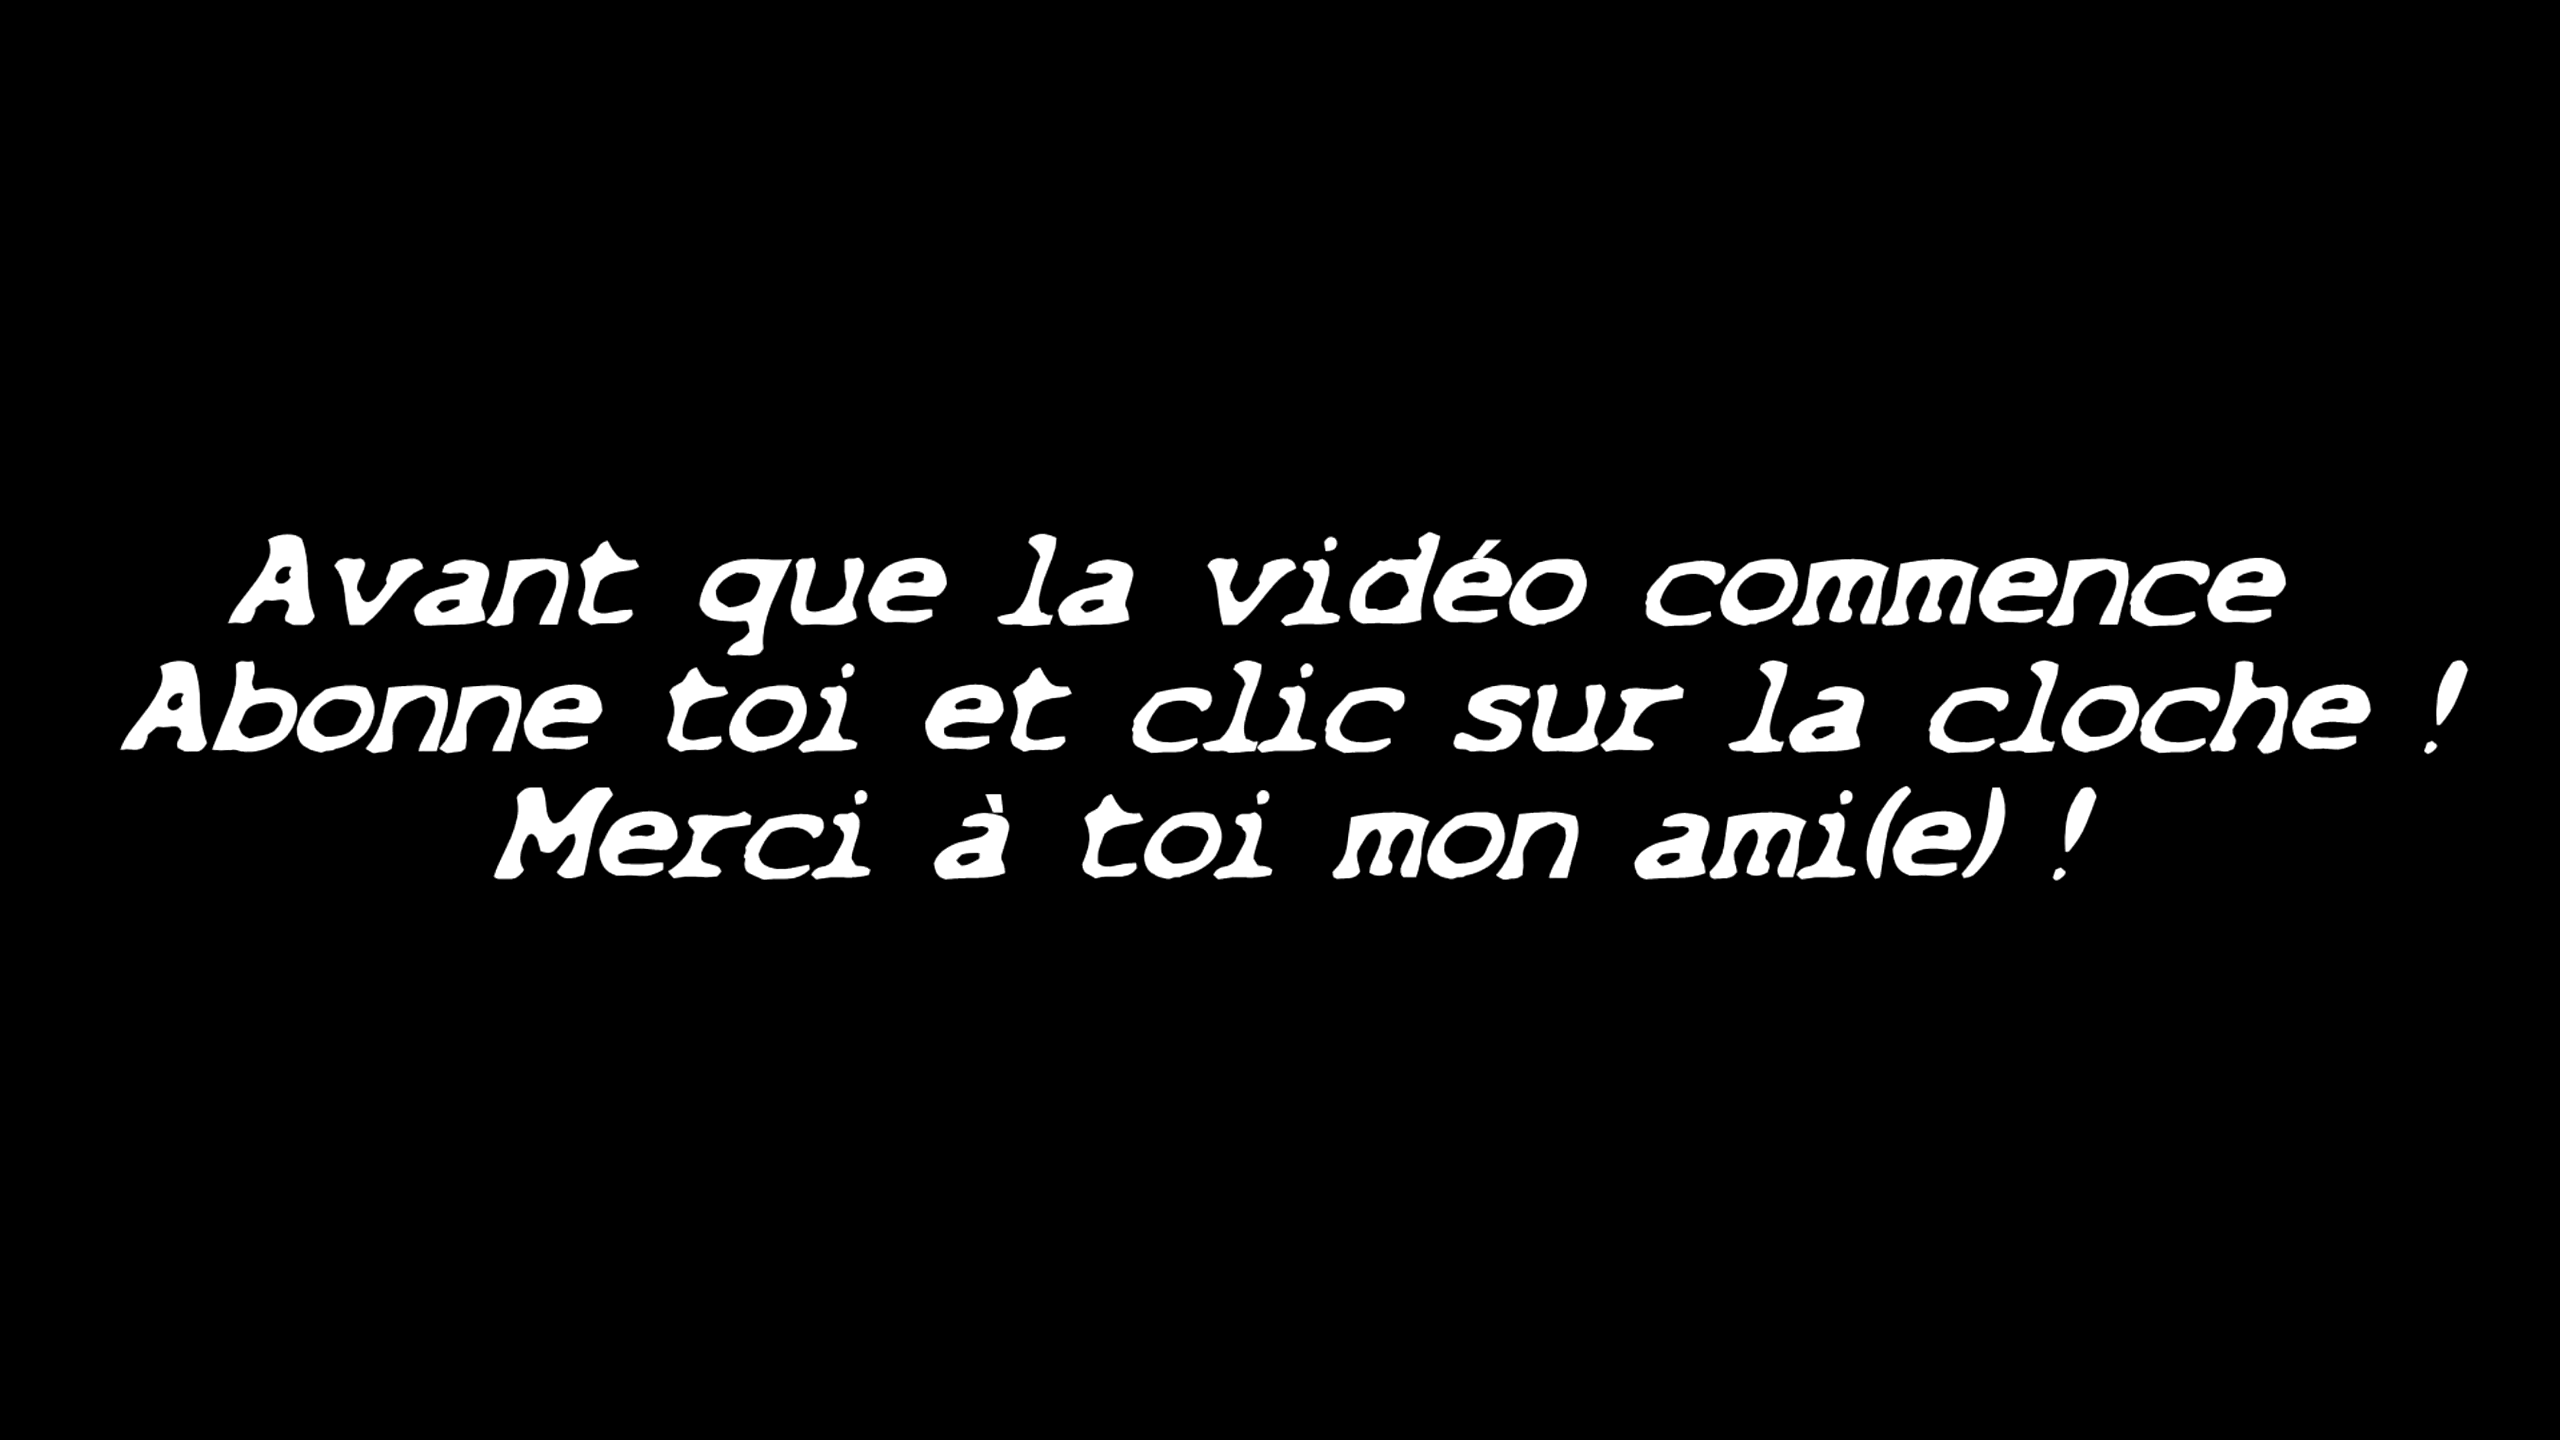 Avant que la vidéo commence
Abonne toi et clic sur la cloche !
Merci à toi mon ami(e) !